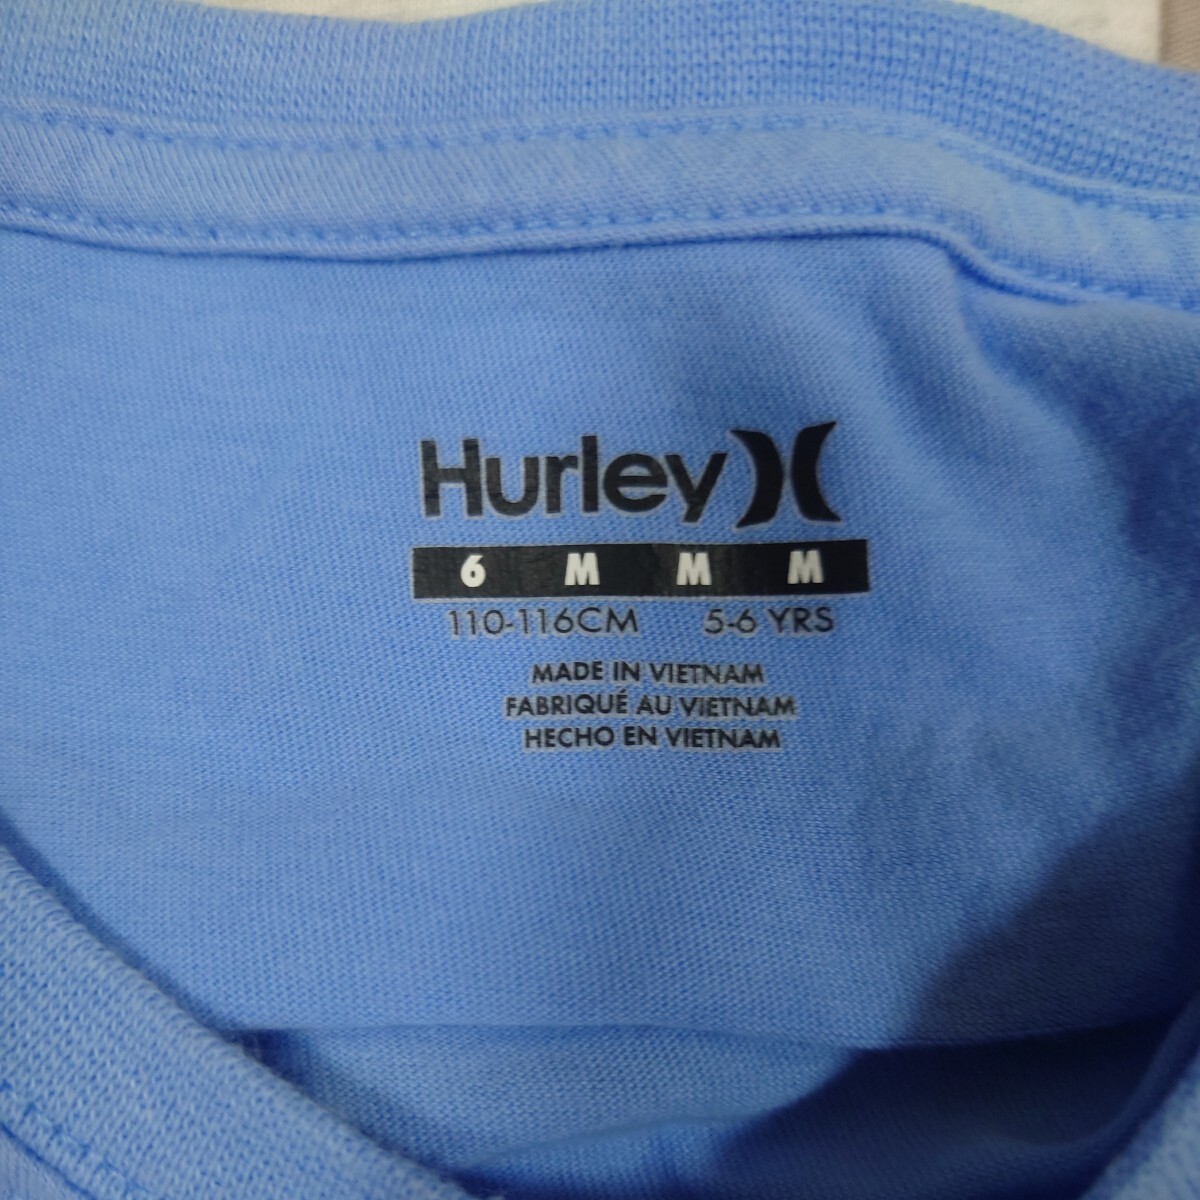 Hurley
6 M M M
110-116CM 5-6 YRS
MADE IN VIETNAM
FABRIQUÉ AU VIETNAM
HECHO EN VIETNAM